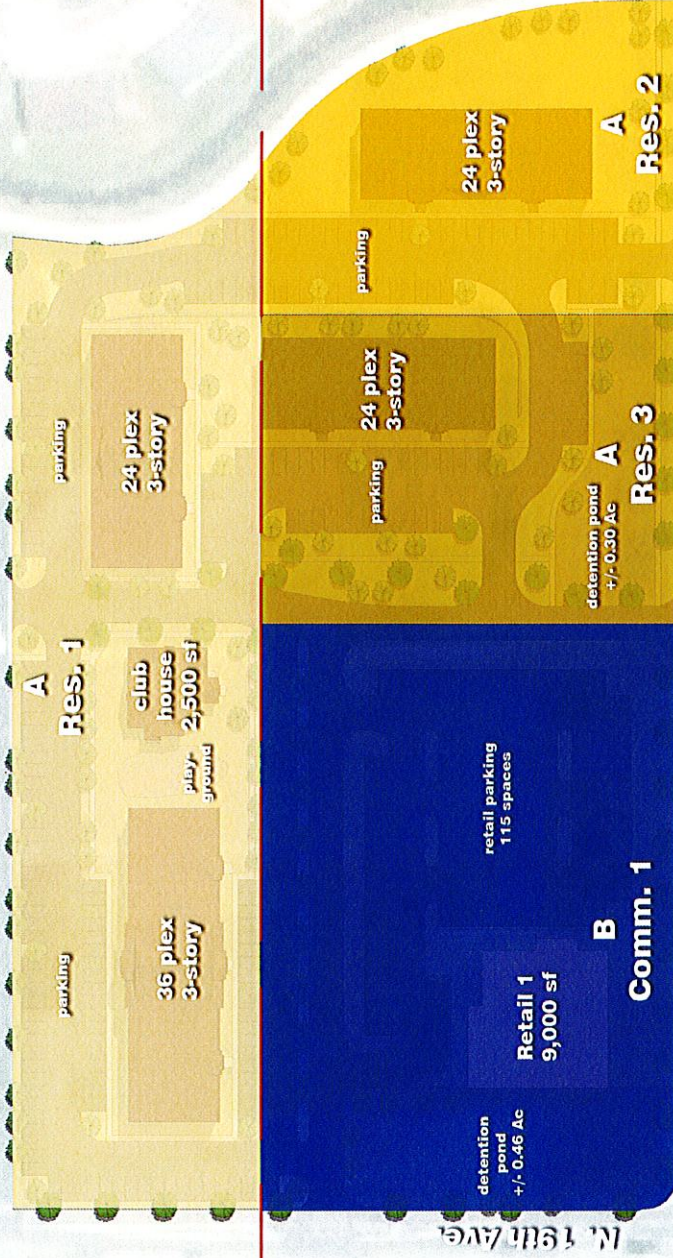 parking
36 plex
3-story
play-
ground
club
house
2,500 sf
A
Res. 1
parking
24 plex
3-story
detention
pond
+/- 0.46 Ac
Retail 1
9,000 sf
B
Comm. 1
retail parking
115 spaces
parking
24 plex
3-story
detention pond
+/- 0.30 Ac
A
Res. 3
parking
24 plex
3-story
A
Res. 2
N. 19th Ave.